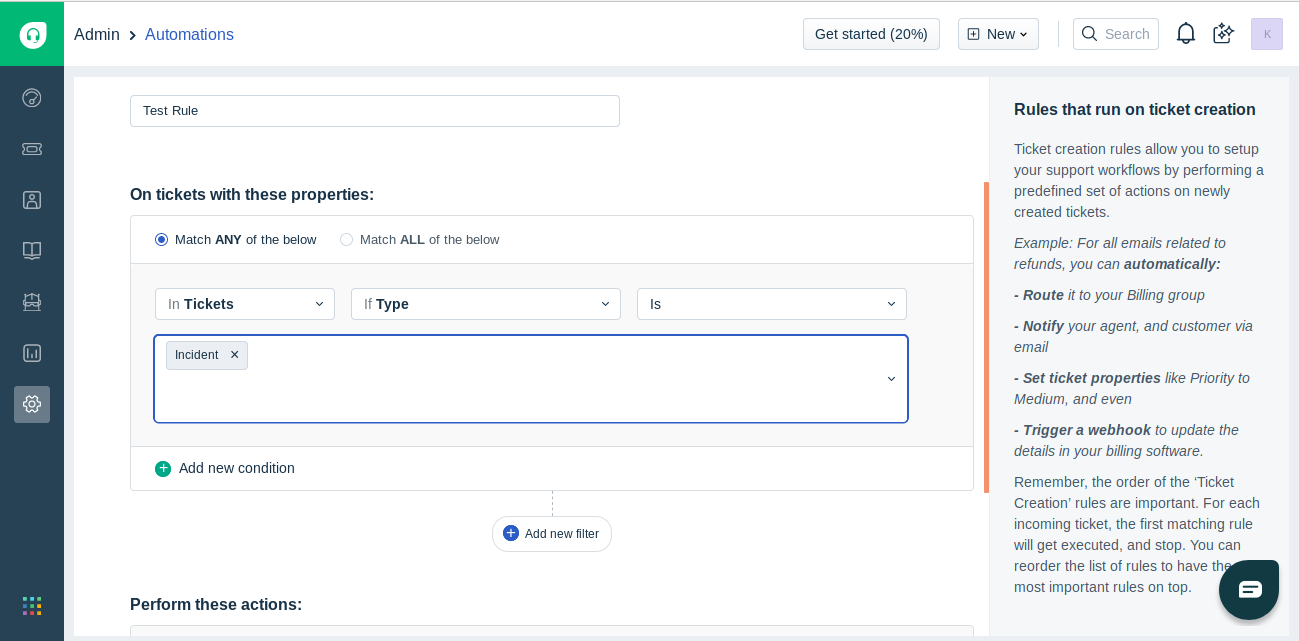 Admin > Automations
Get started (20%)
New
Search
K
Test Rule
On tickets with these properties:
Match ANY of the below
Match ALL of the below
In Tickets
If Type
Is
Incident ×
Add new condition
Add new filter
Perform these actions:
Rules that run on ticket creation
Ticket creation rules allow you to setup
your support workflows by performing a
predefined set of actions on newly
created tickets.
Example: For all emails related to
refunds, you can automatically:
- Route it to your Billing group
- Notify your agent, and customer via
email
- Set ticket properties like Priority to
Medium, and even
- Trigger a webhook to update the
details in your billing software.
Remember, the order of the ‘Ticket
Creation’ rules are important. For each
incoming ticket, the first matching rule
will get executed, and stop. You can
reorder the list of rules to have the
most important rules on top.